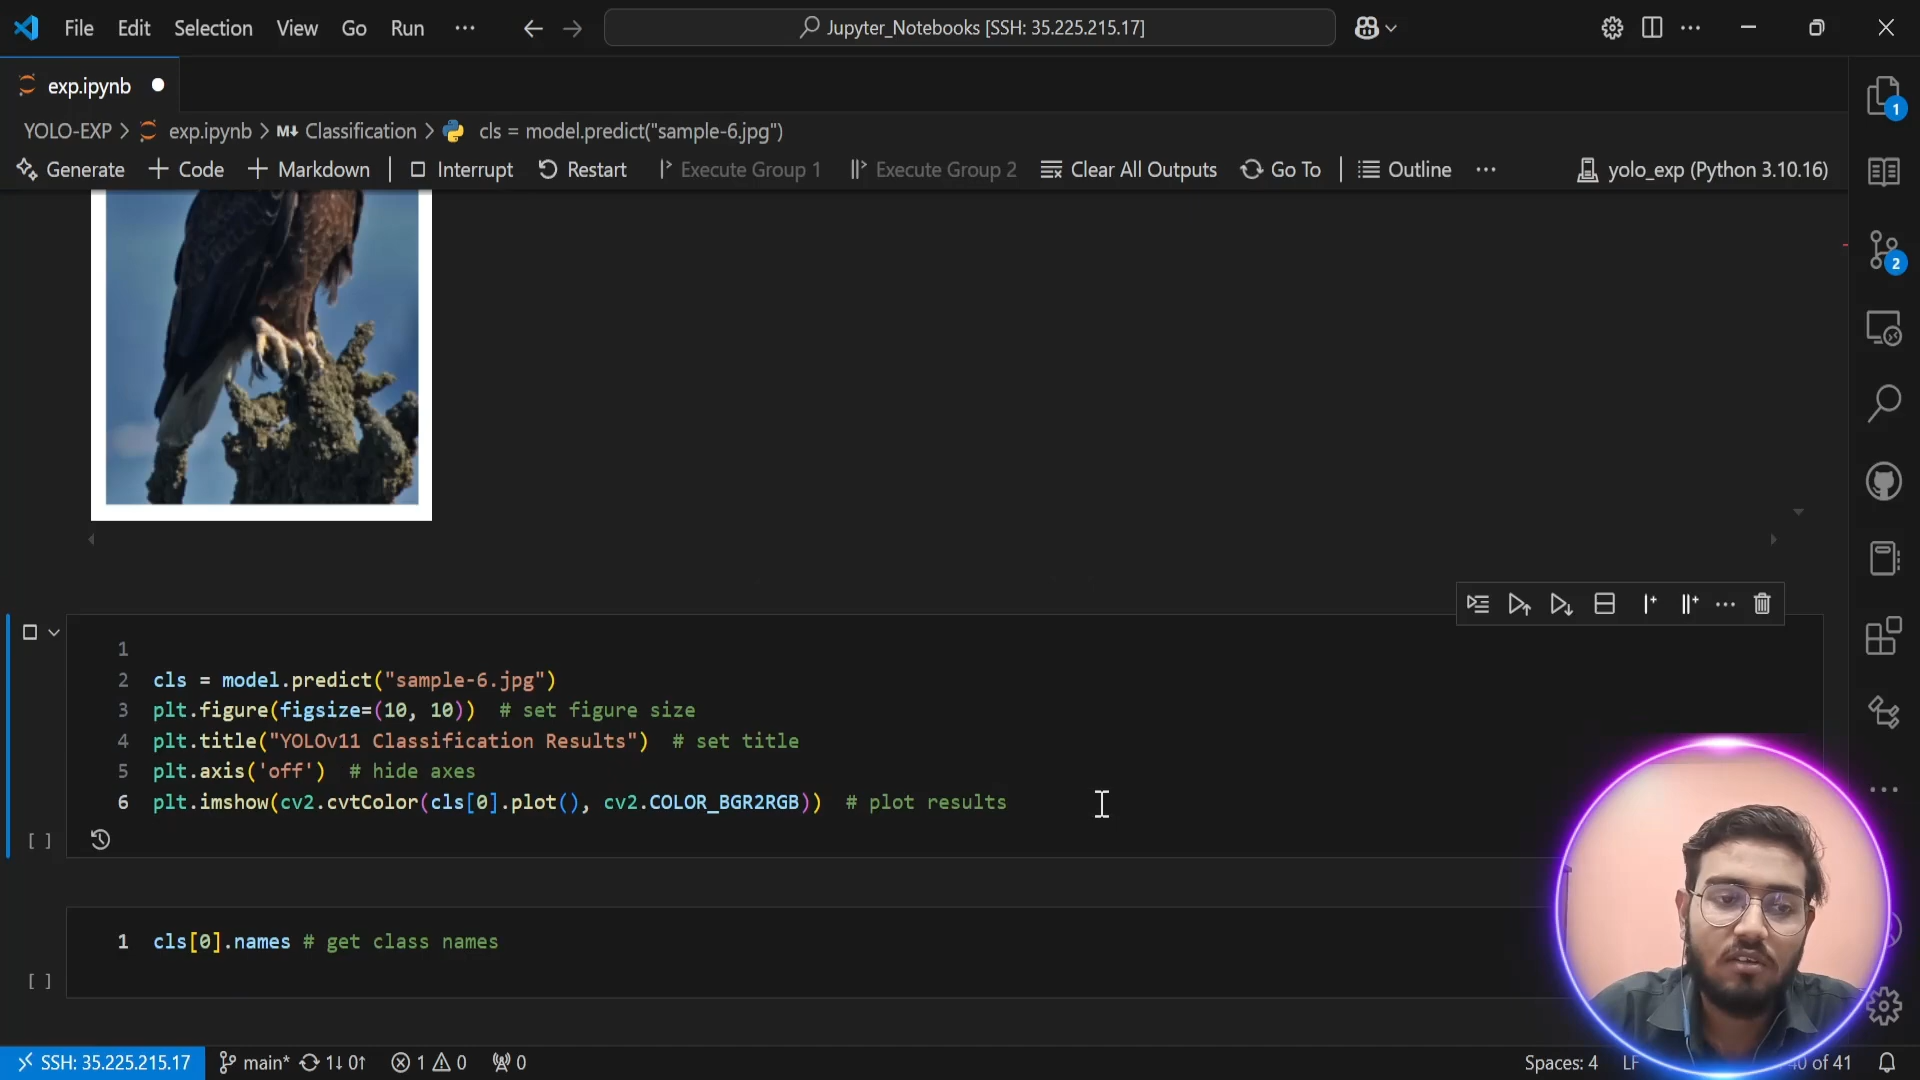 File Edit Selection View Go Run ···
Jupyter_Notebooks [SSH: 35.225.215.17]
exp.ipynb
YOLO-EXP > exp.ipynb > M↓ Classification > cls = model.predict("sample-6.jpg")
Generate + Code + Markdown | Interrupt Restart Execute Group 1 Execute Group 2 Clear All Outputs Go To | Outline ··· yolo_exp (Python 3.10.16)
1
2
1
2 cls = model.predict("sample-6.jpg")
3 plt.figure(figsize=(10, 10)) # set figure size
4 plt.title("YOLOv11 Classification Results") # set title
5 plt.axis('off') # hide axes
6 plt.imshow(cv2.cvtColor(cls[0].plot(), cv2.COLOR_BGR2RGB)) # plot results
[ ]
1 cls[0].names # get class names
[ ]
SSH: 35.225.215.17 main* 1↓ 0↑ 1 0 0 Spaces: 4 LF 40 of 41